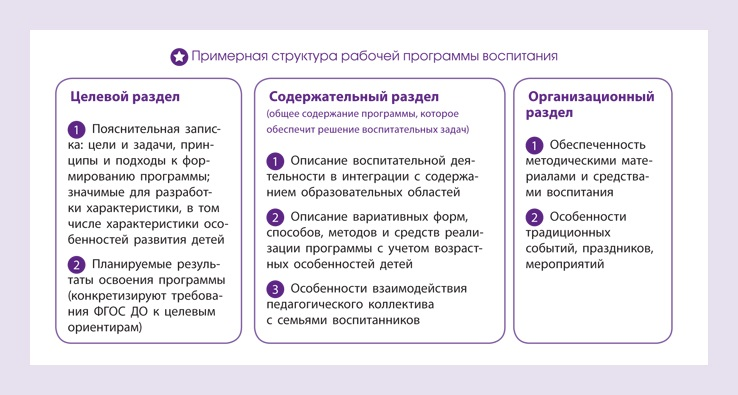 Примерная структура рабочей программы воспитания
Целевой раздел
1 Пояснительная запис-
ка: цели и задачи, прин-
ципы и подходы к фор-
мированию программы;
значимые для разработ-
ки характеристики, в том
числе характеристики осо-
бенностей развития детей
2 Планируемые резуль-
таты освоения программы
(конкретизируют требова-
ния ФГОС ДО к целевым
ориентирам)
Содержательный раздел
(общее содержание программы, которое
обеспечит решение воспитательных задач)
1 Описание воспитательной дея-
тельности в интеграции с содержа-
нием образовательных областей
2 Описание вариативных форм,
способов, методов и средств реали-
зации программы с учетом возраст-
ных особенностей детей
3 Особенности взаимодействия
педагогического коллектива
с семьями воспитанников
Организационный
раздел
1 Обеспеченность
методическими мате-
риалами и средства-
ми воспитания
2 Особенности
традиционных
событий, праздников,
мероприятий